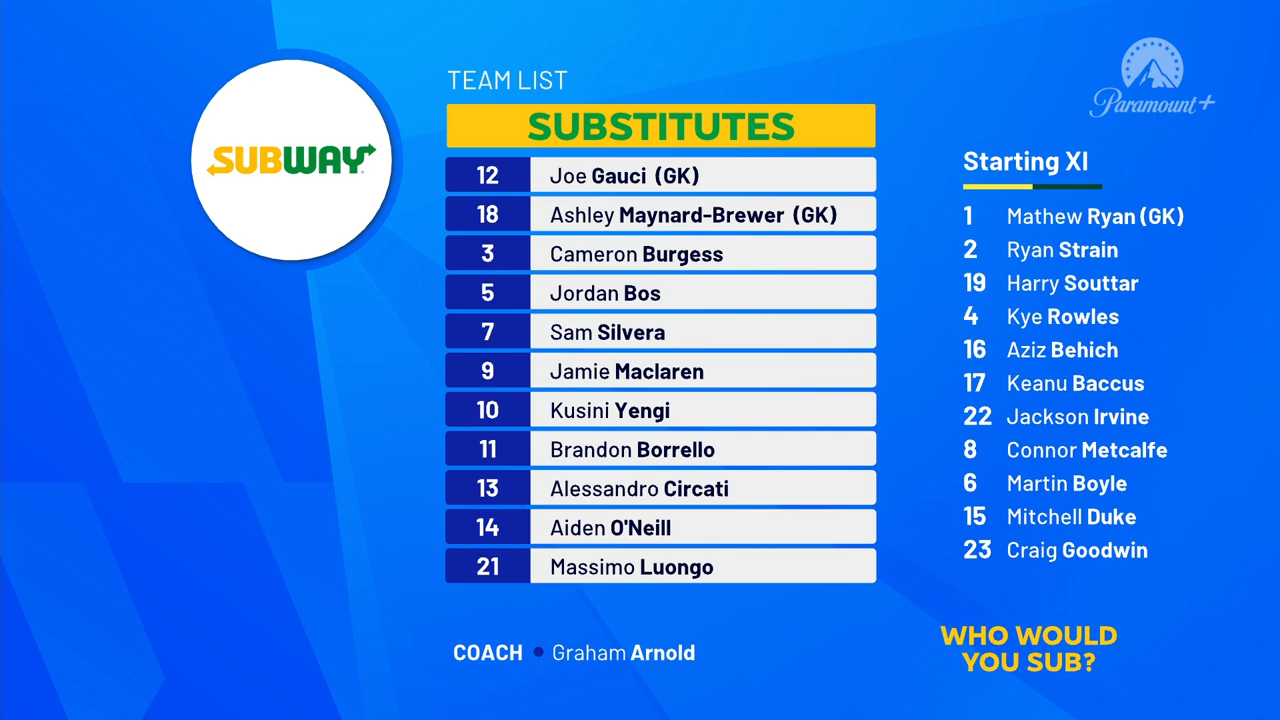 SUBWAY
TEAM LIST
SUBSTITUTES
12 Joe Gauci (GK)
18 Ashley Maynard-Brewer (GK)
3 Cameron Burgess
5 Jordan Bos
7 Sam Silvera
9 Jamie Maclaren
10 Kusini Yengi
11 Brandon Borrello
13 Alessandro Circati
14 Aiden O'Neill
21 Massimo Luongo
COACH • Graham Arnold
Paramount+
Starting XI
1 Mathew Ryan (GK)
2 Ryan Strain
19 Harry Souttar
4 Kye Rowles
16 Aziz Behich
17 Keanu Baccus
22 Jackson Irvine
8 Connor Metcalfe
6 Martin Boyle
15 Mitchell Duke
23 Craig Goodwin
WHO WOULD
YOU SUB?